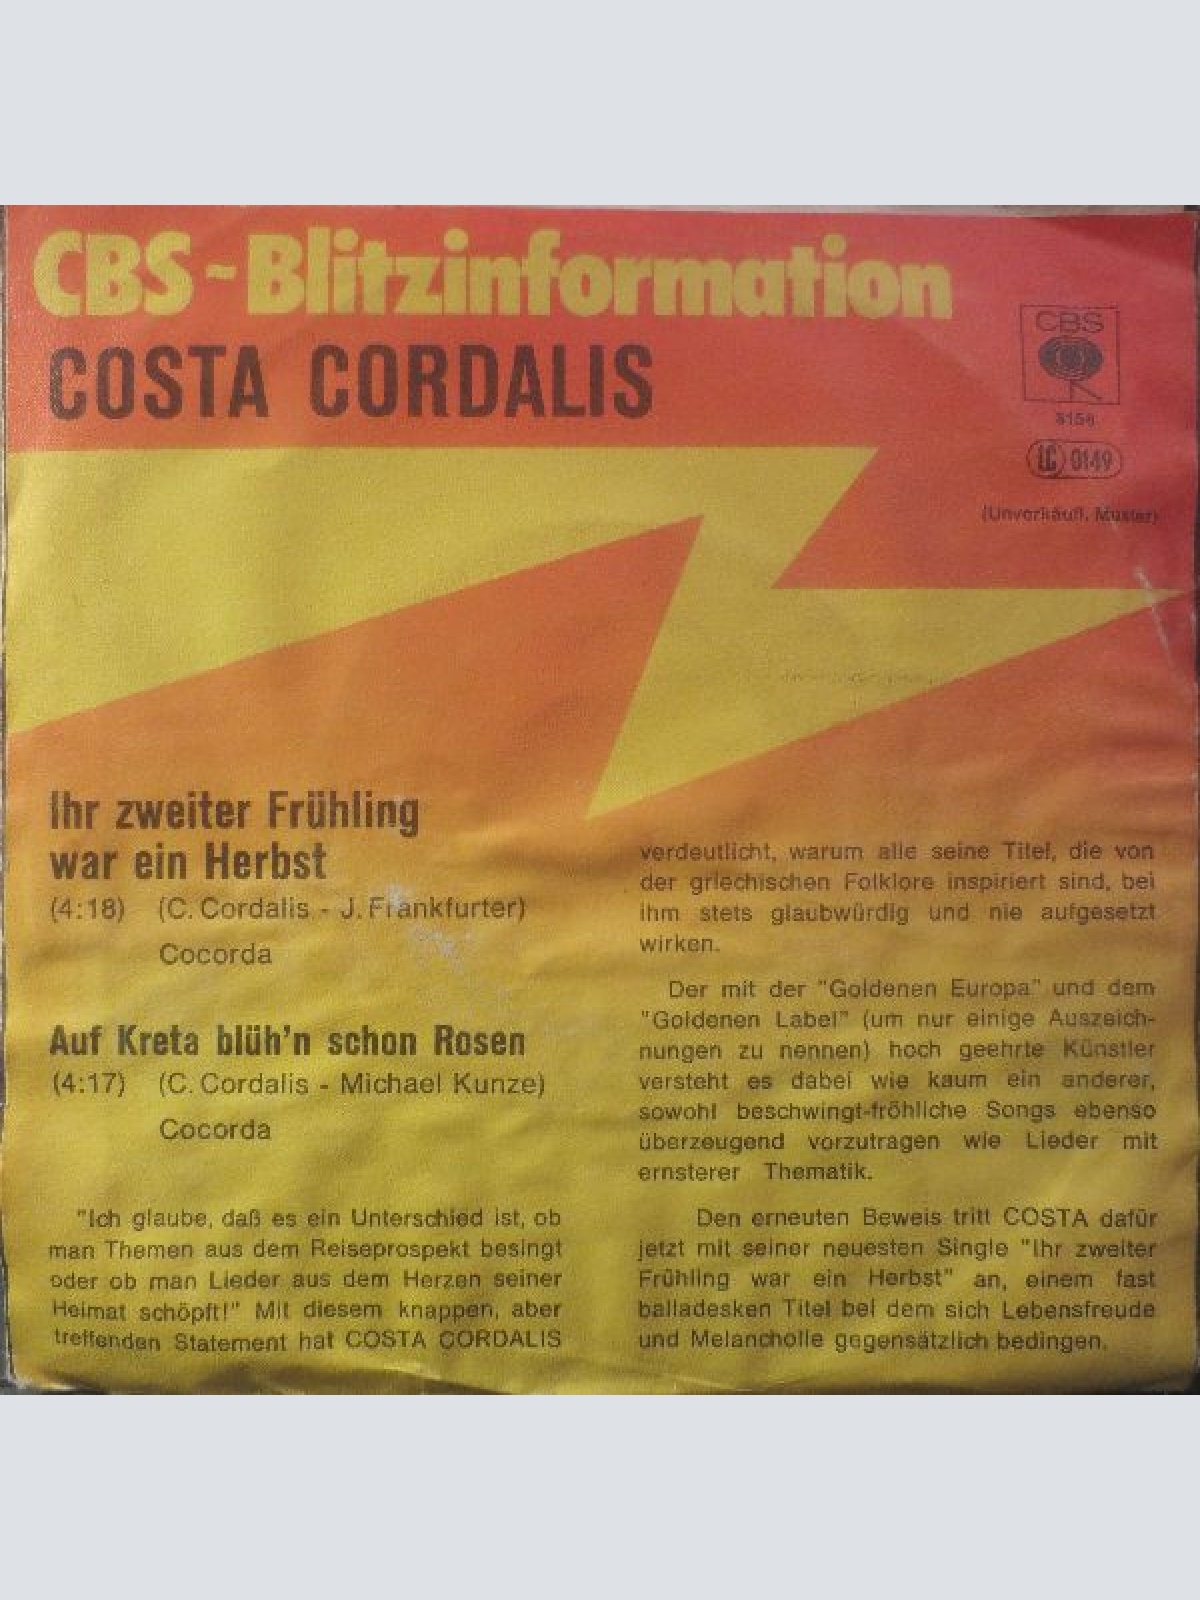 CBS-Blitzinformation
COSTA CORDALIS
CBS
LC 0149
(Unverkäufl. Muster)
Ihr zweiter Frühling
war ein Herbst
(4:18) (C. Cordalis - J. Frankfurter)
Cocorda
Auf Kreta blüh'n schon Rosen
(4:17) (C. Cordalis - Michael Kunze)
Cocorda
"Ich glaube, daß es ein Unterschied ist, ob
man Themen aus dem Reiseprospekt besingt
oder ob man Lieder aus dem Herzen seiner
Heimat schöpft!" Mit diesem knappen, aber
treffenden Statement hat COSTA CORDALIS
verdeutlicht, warum alle seine Titel, die von
der griechischen Folklore inspiriert sind, bei
ihm stets glaubwürdig und nie aufgesetzt
wirken.
Der mit der "Goldenen Europa" und dem
"Goldenen Label" (um nur einige Auszeich-
nungen zu nennen) hoch geehrte Künstler
versteht es dabei wie kaum ein anderer,
sowohl beschwingt-fröhliche Songs ebenso
überzeugend vorzutragen wie Lieder mit
ernsterer Thematik.
Den erneuten Beweis tritt COSTA dafür
jetzt mit seiner neuesten Single "Ihr zweiter
Frühling war ein Herbst" an, einem fast
balladesken Titel bei dem sich Lebensfreude
und Melancholie gegensätzlich bedingen.